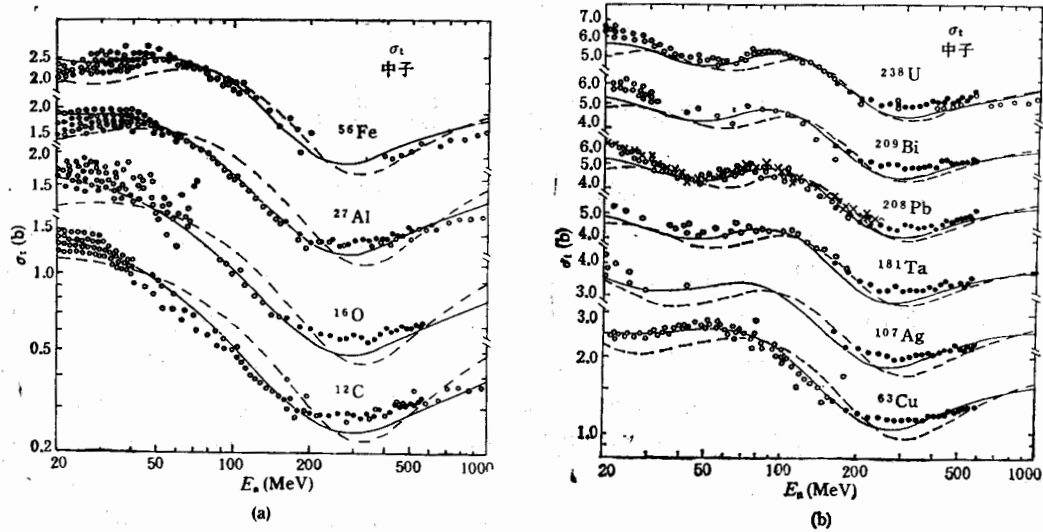 σt
中子
2.5
2.0
⁵⁶Fe
2.0
1.5
²⁷Al
2.0
1.5
¹⁶O
1.5
1.0
0.5
0.2
¹²C
σt (b)
20 50 100 200 500 1000
Eₙ (MeV)
(a)
σt
中子
7.0
6.0
5.0
²³⁸U
6.0
5.0
4.0
²⁰⁹Bi
6.0
5.0
4.0
²⁰⁸Pb
5.0
4.0
¹⁸¹Ta
3.0
¹⁰⁷Ag
3.0
2.0
1.0
⁶³Cu
σt (b)
20 50 100 200 500 1000
Eₙ (MeV)
(b)